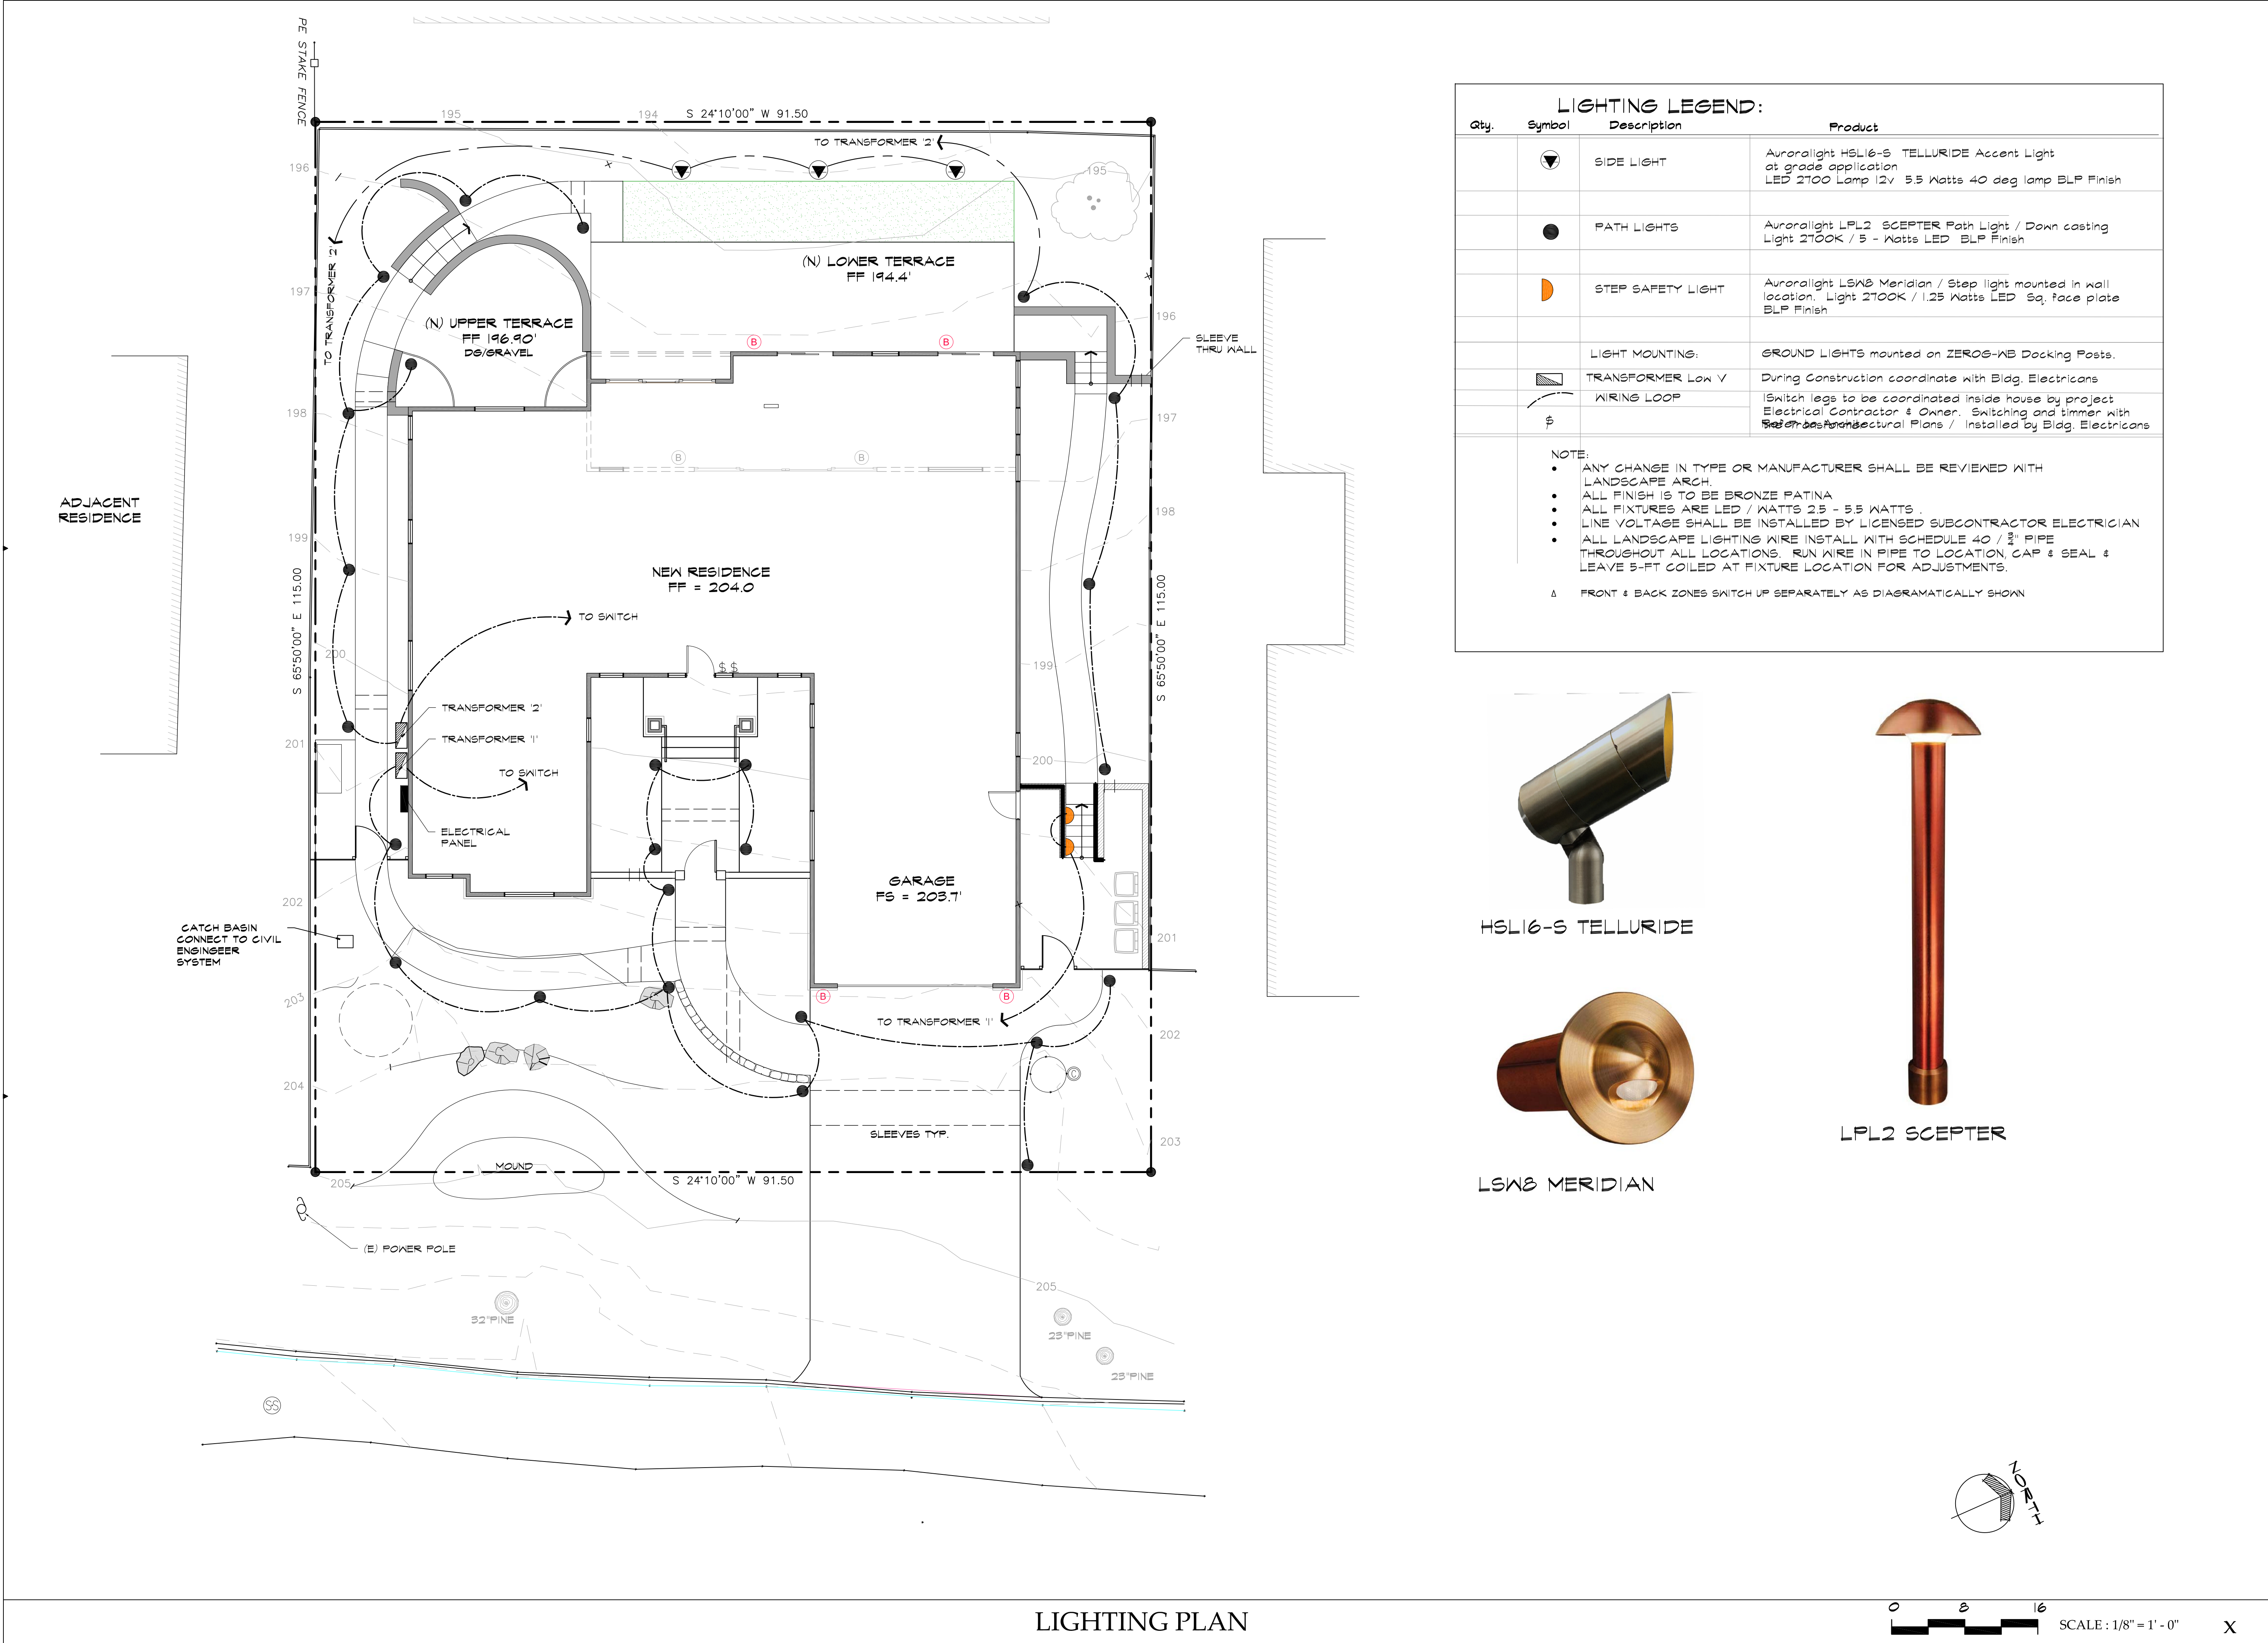 PE STAKE FENCE
195
194
S 24°10'00" W 91.50
TO TRANSFORMER '2'
196
195
TO TRANSFORMER '2'
(N) LOWER TERRACE
FF 194.4'
197
(N) UPPER TERRACE
FF 196.90'
DG/GRAVEL
196
B
B
SLEEVE
THRU WALL
198
197
B
B
ADJACENT
RESIDENCE
198
199
NEW RESIDENCE
FF = 204.0
S 65°50'00" E 115.00
S 65°50'00" E 115.00
TO SWITCH
200
$ $
199
TRANSFORMER '2'
TRANSFORMER '1'
201
200
TO SWITCH
ELECTRICAL
PANEL
GARAGE
FS = 203.7'
202
CATCH BASIN
CONNECT TO CIVIL
ENGINGEER
SYSTEM
201
203
B
B
TO TRANSFORMER '1'
202
204
C
SLEEVES TYP.
203
MOUND
205
S 24°10'00" W 91.50
(E) POWER POLE
205
32"PINE
23"PINE
23"PINE
SS
LIGHTING LEGEND:
Qty. Symbol Description Product
SIDE LIGHT
Auroralight HSL16-S TELLURIDE Accent Light
at grade application
LED 2700 Lamp 12v 5.5 Watts 40 deg lamp BLP Finish
PATH LIGHTS
Auroralight LPL2 SCEPTER Path Light / Down casting
Light 2700K / 5 - Watts LED BLP Finish
STEP SAFETY LIGHT
Auroralight LSW8 Meridian / Step light mounted in wall
location. Light 2700K / 1.25 Watts LED Sq. face plate
BLP Finish
LIGHT MOUNTING: GROUND LIGHTS mounted on ZEROG-WB Docking Posts.
TRANSFORMER Low V During Construction coordinate with Bldg. Electricans
WIRING LOOP
lSwitch legs to be coordinated inside house by project
Electrical Contractor & Owner. Switching and timmer with
$ Architectural Plans / Installed by Bldg. Electricans
NOTE:
• ANY CHANGE IN TYPE OR MANUFACTURER SHALL BE REVIEWED WITH
LANDSCAPE ARCH.
• ALL FINISH IS TO BE BRONZE PATINA
• ALL FIXTURES ARE LED / WATTS 2.5 - 5.5 WATTS .
• LINE VOLTAGE SHALL BE INSTALLED BY LICENSED SUBCONTRACTOR ELECTRICIAN
• ALL LANDSCAPE LIGHTING WIRE INSTALL WITH SCHEDULE 40 / ¾" PIPE
THROUGHOUT ALL LOCATIONS. RUN WIRE IN PIPE TO LOCATION, CAP & SEAL &
LEAVE 5-FT COILED AT FIXTURE LOCATION FOR ADJUSTMENTS.
Δ FRONT & BACK ZONES SWITCH UP SEPARATELY AS DIAGRAMATICALLY SHOWN
HSL16-S TELLURIDE
LPL2 SCEPTER
LSW8 MERIDIAN
NORTH
LIGHTING PLAN
0 8 16
SCALE : 1/8" = 1' - 0"
X